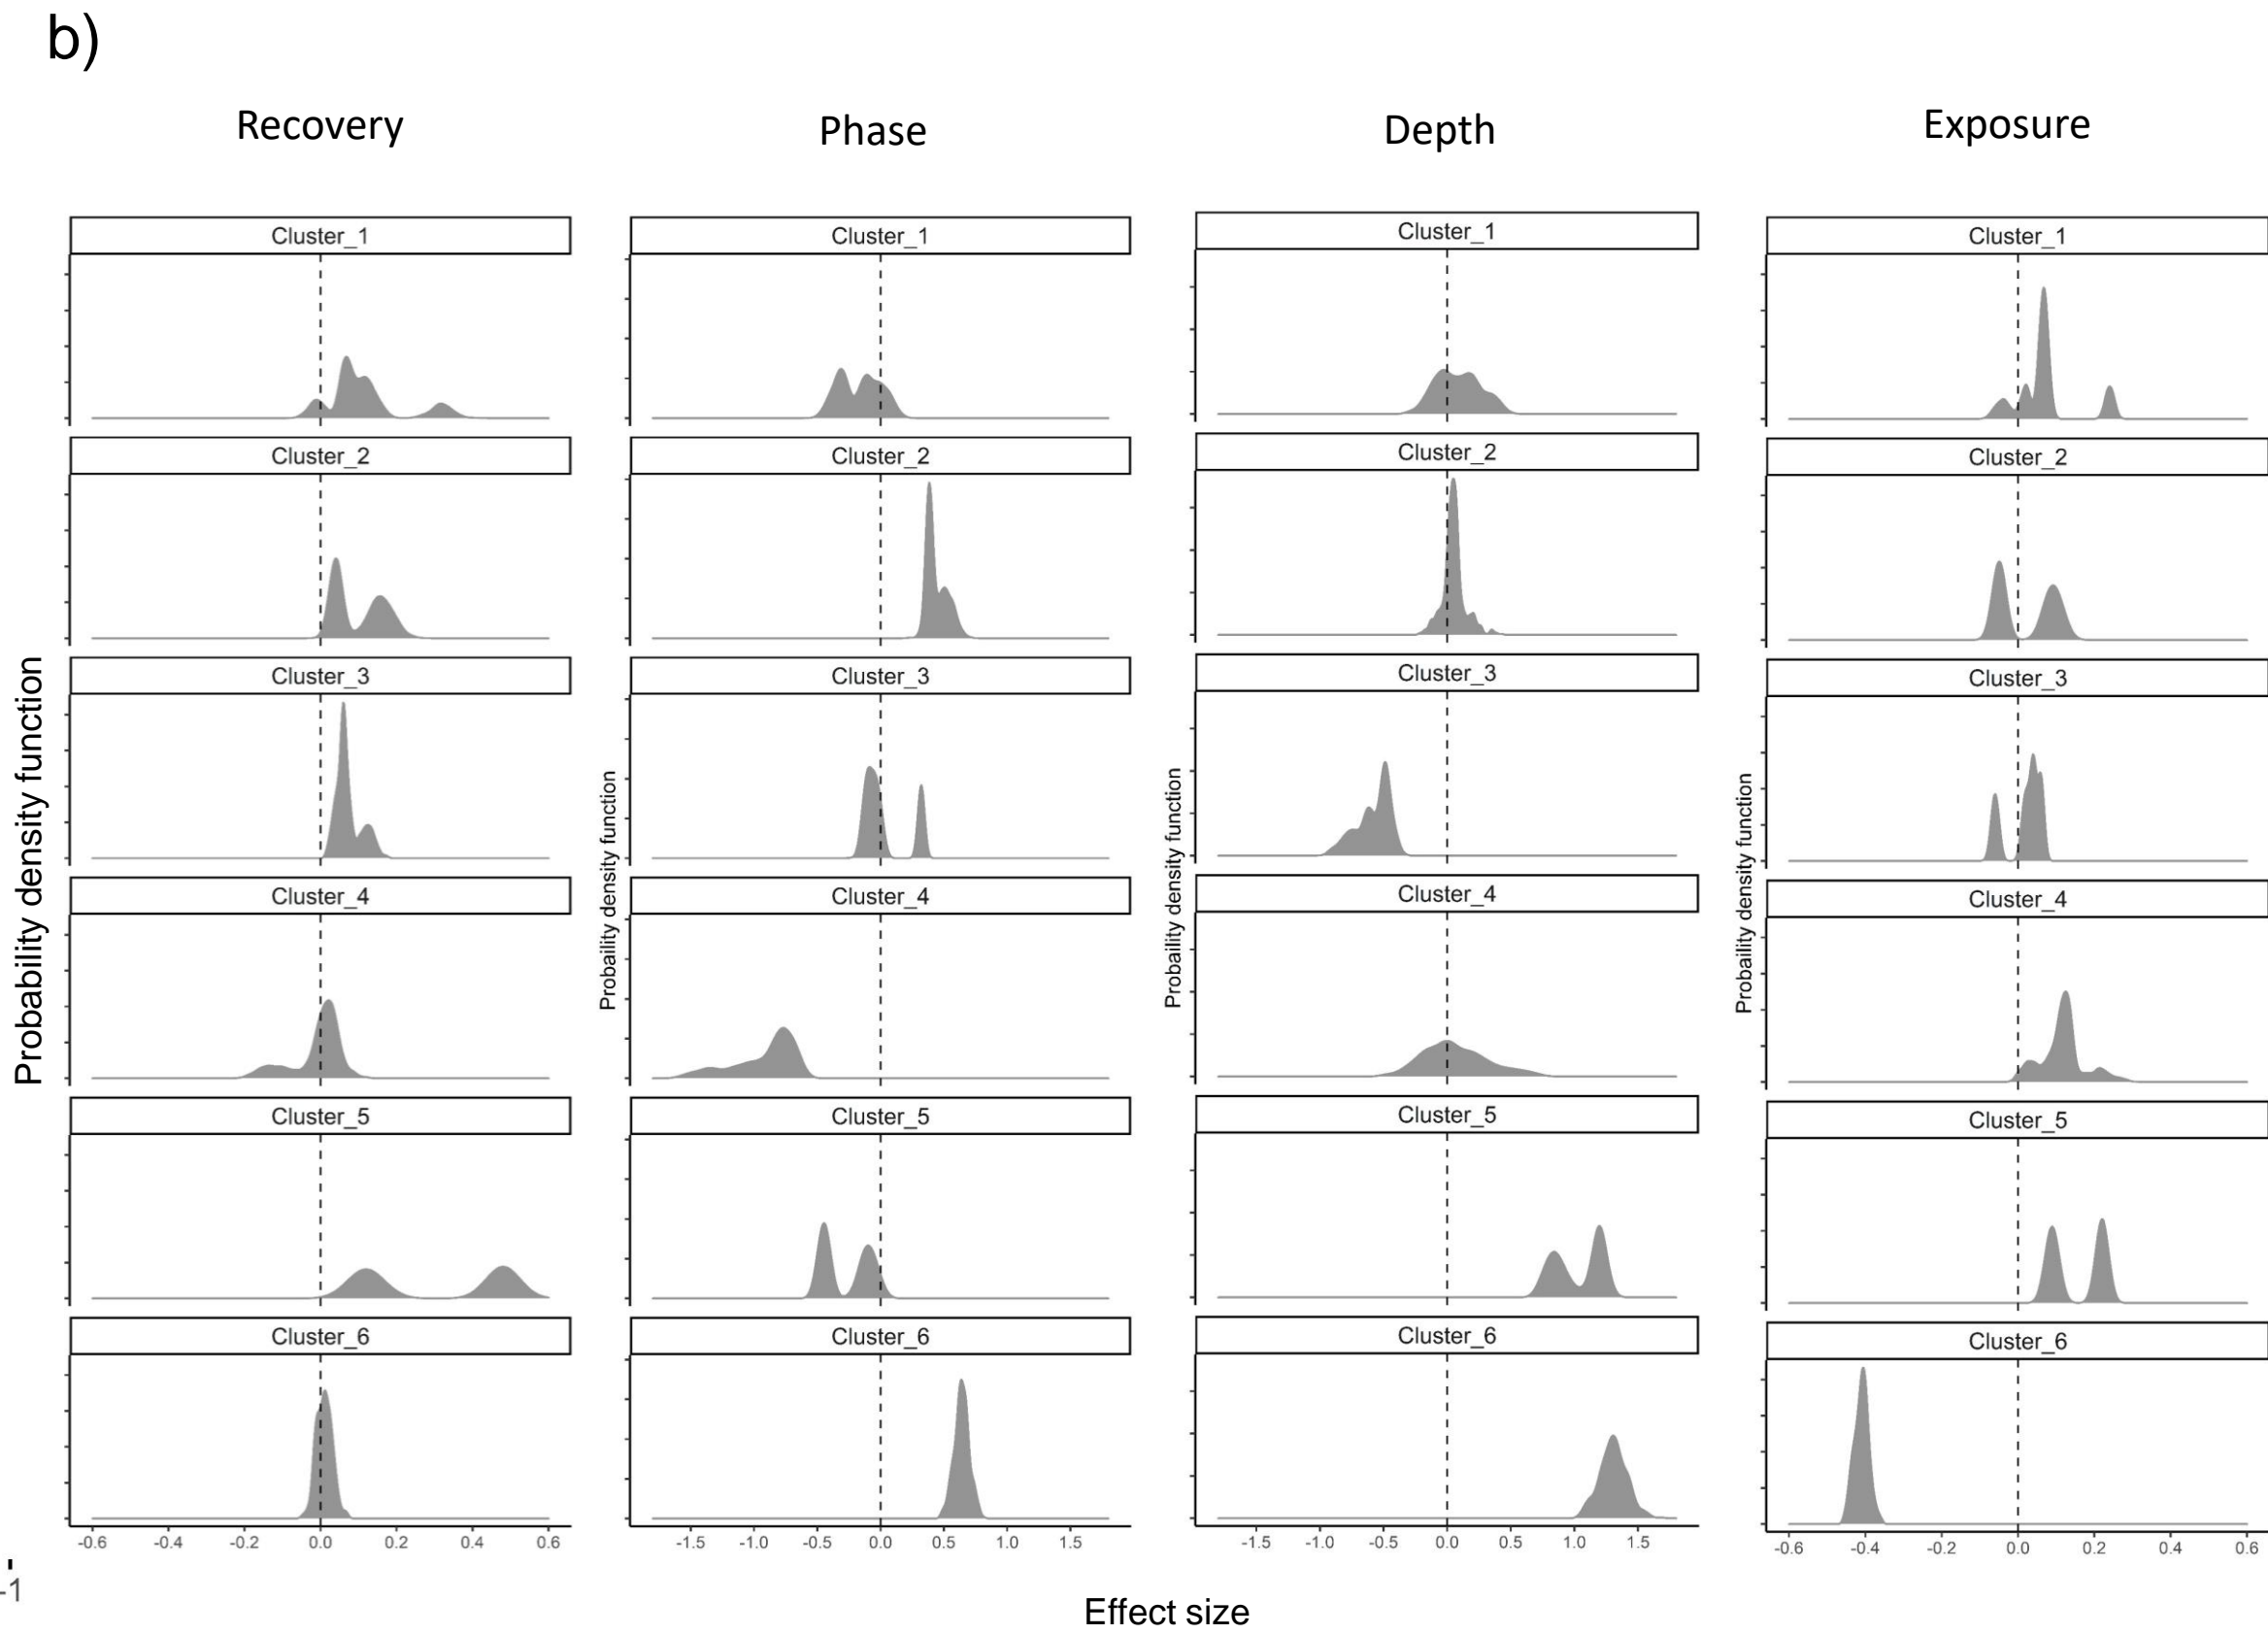 b)
Recovery
Phase
Depth
Exposure
Cluster_1
Cluster_1
Cluster_1
Cluster_1
Cluster_2
Cluster_2
Cluster_2
Cluster_2
Cluster_3
Cluster_3
Cluster_3
Cluster_3
Cluster_4
Cluster_4
Cluster_4
Cluster_4
Cluster_5
Cluster_5
Cluster_5
Cluster_5
Cluster_6
Cluster_6
Cluster_6
Cluster_6
Probability density function
Probaility density function
Probaility density function
Probaility density function
-0.6 -0.4 -0.2 0.0 0.2 0.4 0.6
-1.5 -1.0 -0.5 0.0 0.5 1.0 1.5
-1.5 -1.0 -0.5 0.0 0.5 1.0 1.5
-0.6 -0.4 -0.2 0.0 0.2 0.4 0.6
-1
Effect size